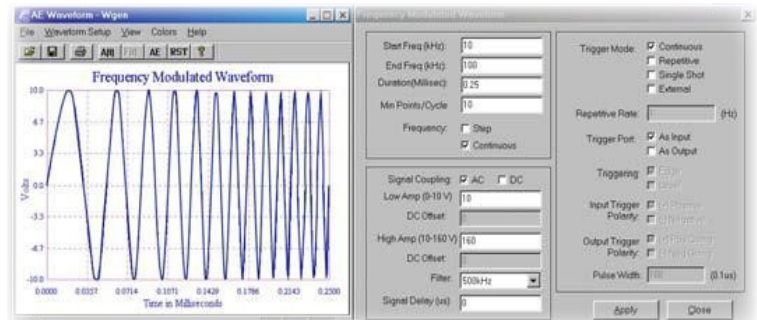 AE Waveform - Wgen
File Waveform Setup View Colors Help
AM FM AE RST ?
Frequency Modulated Waveform
Volts
10.0
6.7
3.3
0.0
-3.3
-6.7
-10.0
0.0000 0.0357 0.0714 0.1071 0.1429 0.1786 0.2143 0.2500
Time in Milliseconds
Frequency Modulated Waveform
Start Freq (kHz): 10
End Freq (kHz): 100
Duration(Millisec): 0.25
Min Points/Cycle 10
Frequency: Step
Continuous
Signal Coupling: AC DC
Low Amp (0-10 V) 10
DC Offset:
High Amp (10-160 V) 160
DC Offset:
Filter: 500kHz
Signal Delay (us) 0
Trigger Mode: Continuous
Repetitive
Single Shot
External
Repetitive Rate: (Hz)
Trigger Port: As Input
As Output
Triggering: Edge
Level
Input Trigger
Polarity:
Output Trigger
Polarity:
Pulse Width: (0.1us)
Apply Close